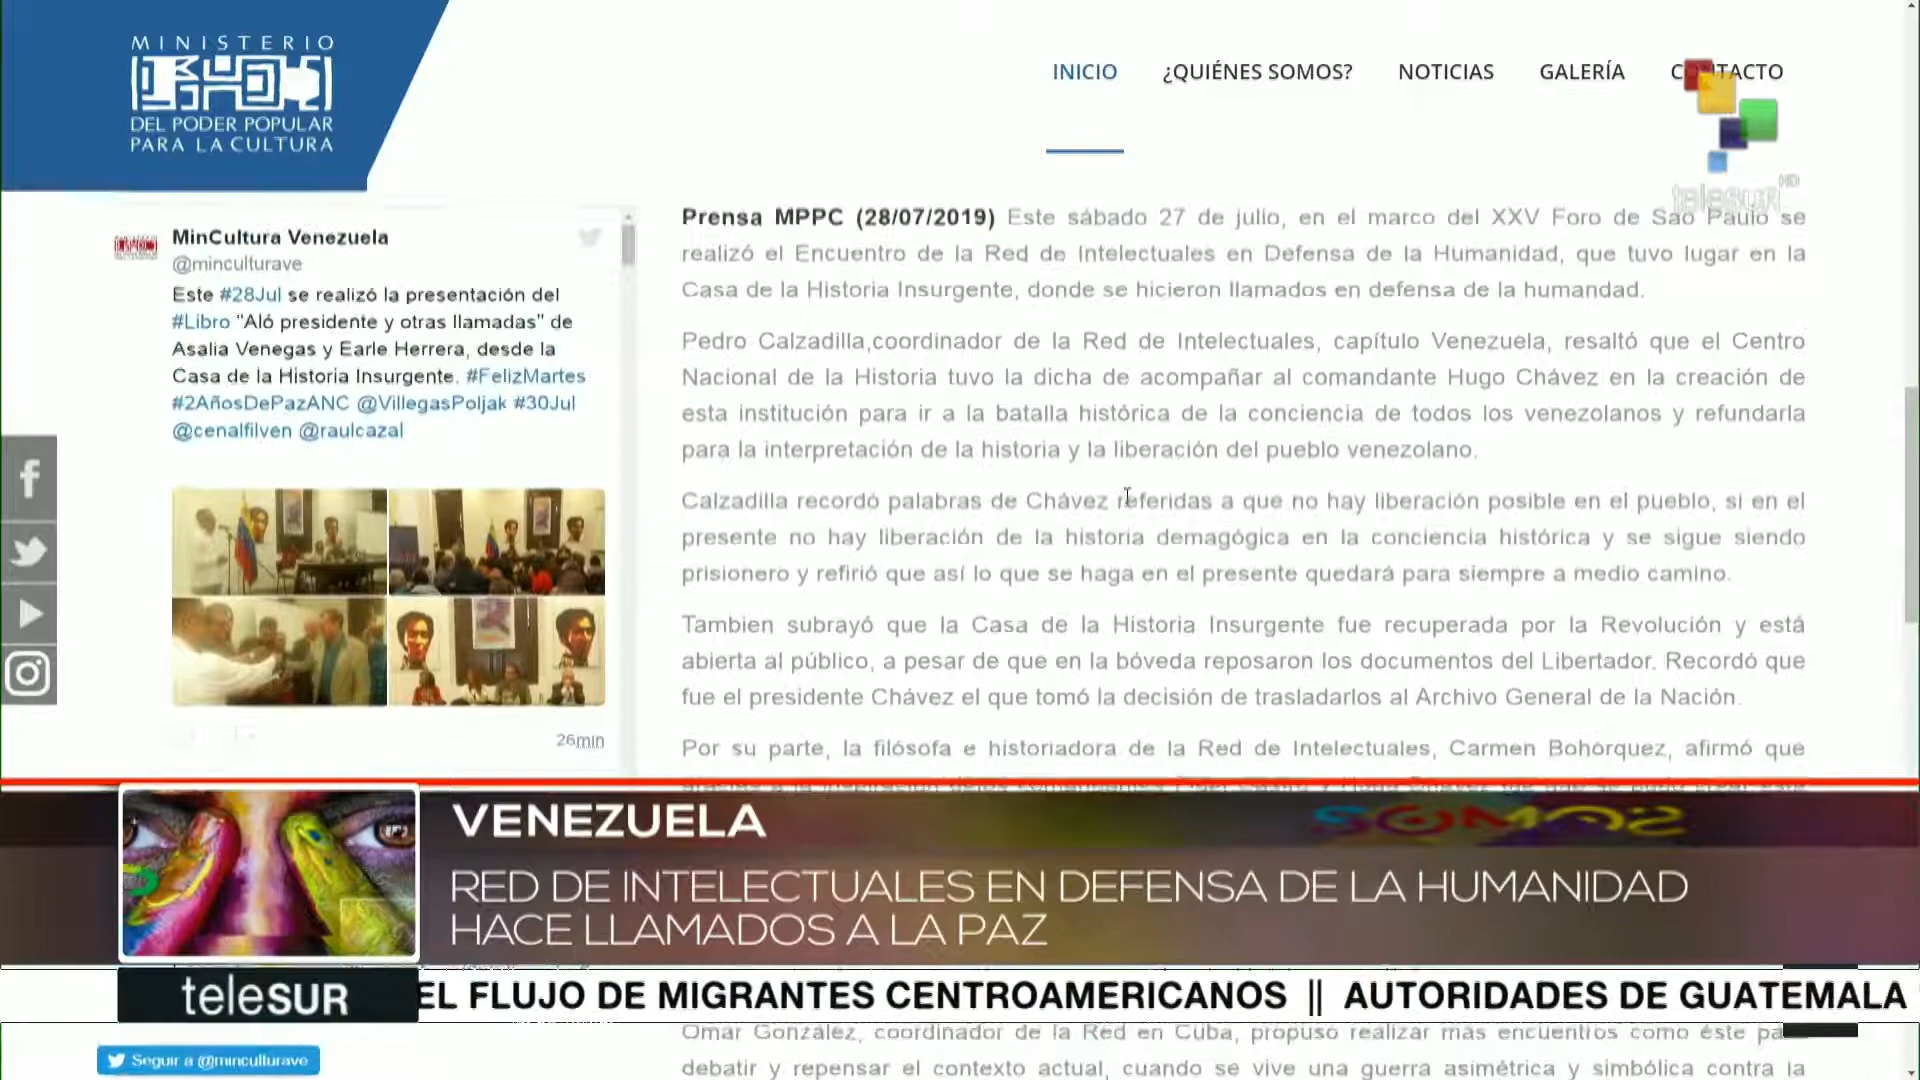 MINISTERIO
DEL PODER POPULAR
PARA LA CULTURA
INICIO
¿QUIÉNES SOMOS?
NOTICIAS
GALERÍA
CONTACTO
telesur HD
MinCultura Venezuela
@minculturave
Este #28Jul se realizó la presentación del
#Libro "Aló presidente y otras llamadas" de
Asalia Venegas y Earle Herrera, desde la
Casa de la Historia Insurgente. #FelizMartes
#2AñosDePazANC @VillegasPoljak #30Jul
@cenalfilven @raulcazal
26min
Prensa MPPC (28/07/2019) Este sábado 27 de julio, en el marco del XXV Foro de Sao Paulo se
realizó el Encuentro de la Red de Intelectuales en Defensa de la Humanidad, que tuvo lugar en la
Casa de la Historia Insurgente, donde se hicieron llamados en defensa de la humandad.
Pedro Calzadilla,coordinador de la Red de Intelectuales, capítulo Venezuela, resaltó que el Centro
Nacional de la Historia tuvo la dicha de acompañar al comandante Hugo Chávez en la creación de
esta institución para ir a la batalla histórica de la conciencia de todos los venezolanos y refundarla
para la interpretación de la historia y la liberación del pueblo venezolano.
Calzadilla recordó palabras de Chávez referidas a que no hay liberación posible en el pueblo, si en el
presente no hay liberación de la historia demagógica en la conciencia histórica y se sigue siendo
prisionero y refirió que así lo que se haga en el presente quedará para siempre a medio camino.
Tambien subrayó que la Casa de la Historia Insurgente fue recuperada por la Revolución y está
abierta al público, a pesar de que en la bóveda reposaron los documentos del Libertador. Recordó que
fue el presidente Chávez el que tomó la decisión de trasladarlos al Archivo General de la Nación.
Por su parte, la filósofa e historiadora de la Red de Intelectuales, Carmen Bohórquez, afirmó que
VENEZUELA
SOMOS
RED DE INTELECTUALES EN DEFENSA DE LA HUMANIDAD
HACE LLAMADOS A LA PAZ
teleSUR
EL FLUJO DE MIGRANTES CENTROAMERICANOS || AUTORIDADES DE GUATEMALA
Omar González, coordinador de la Red en Cuba, propuso realizar más encuentros como éste pa
debatir y repensar el contexto actual, cuando se vive una guerra asimétrica y simbólica contra la
Seguir a @minculturave